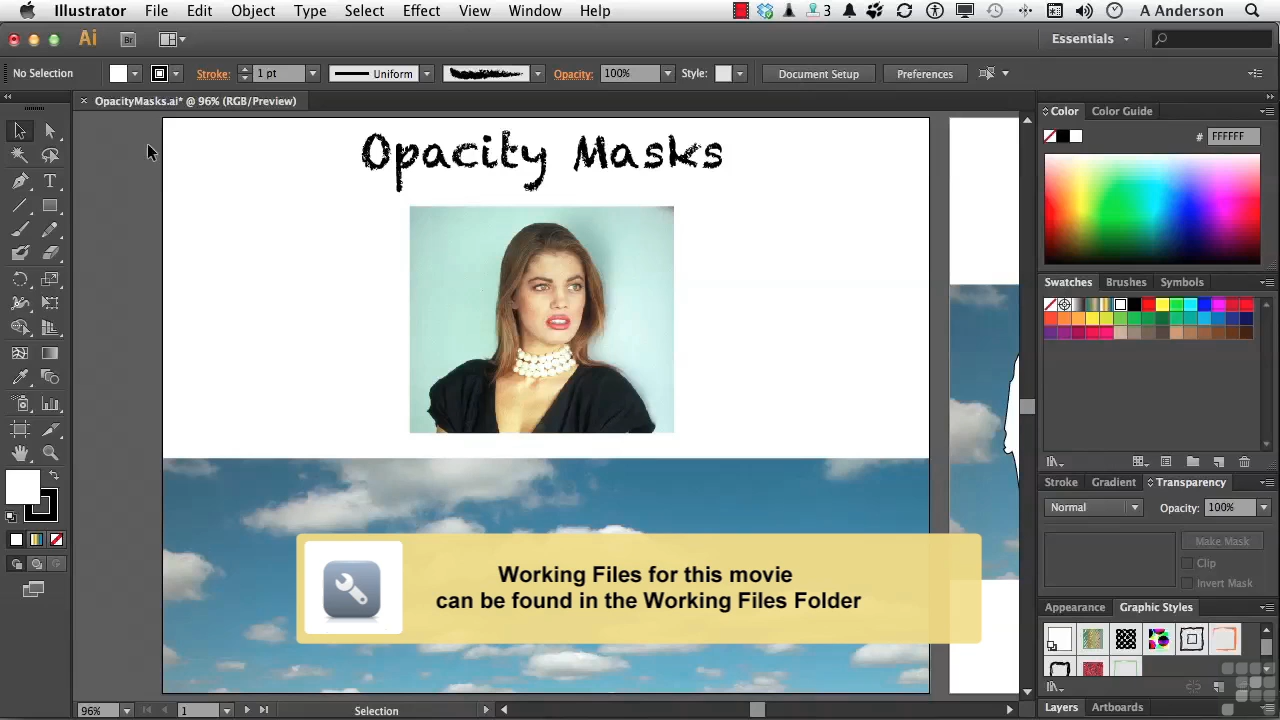 Illustrator File Edit Object Type Select Effect View Window Help 3 A Anderson
Ai Br Essentials
No Selection Stroke: 1 pt Uniform Opacity: 100% Style: Document Setup Preferences
× OpacityMasks.ai* @ 96% (RGB/Preview)
Color Color Guide
# FFFFFF
Opacity Masks
Swatches Brushes Symbols
Stroke Gradient Transparency
Normal Opacity: 100%
Make Mask
Clip
Invert Mask
Working Files for this movie
can be found in the Working Files Folder
Appearance Graphic Styles
Layers Artboards
96% 1 Selection